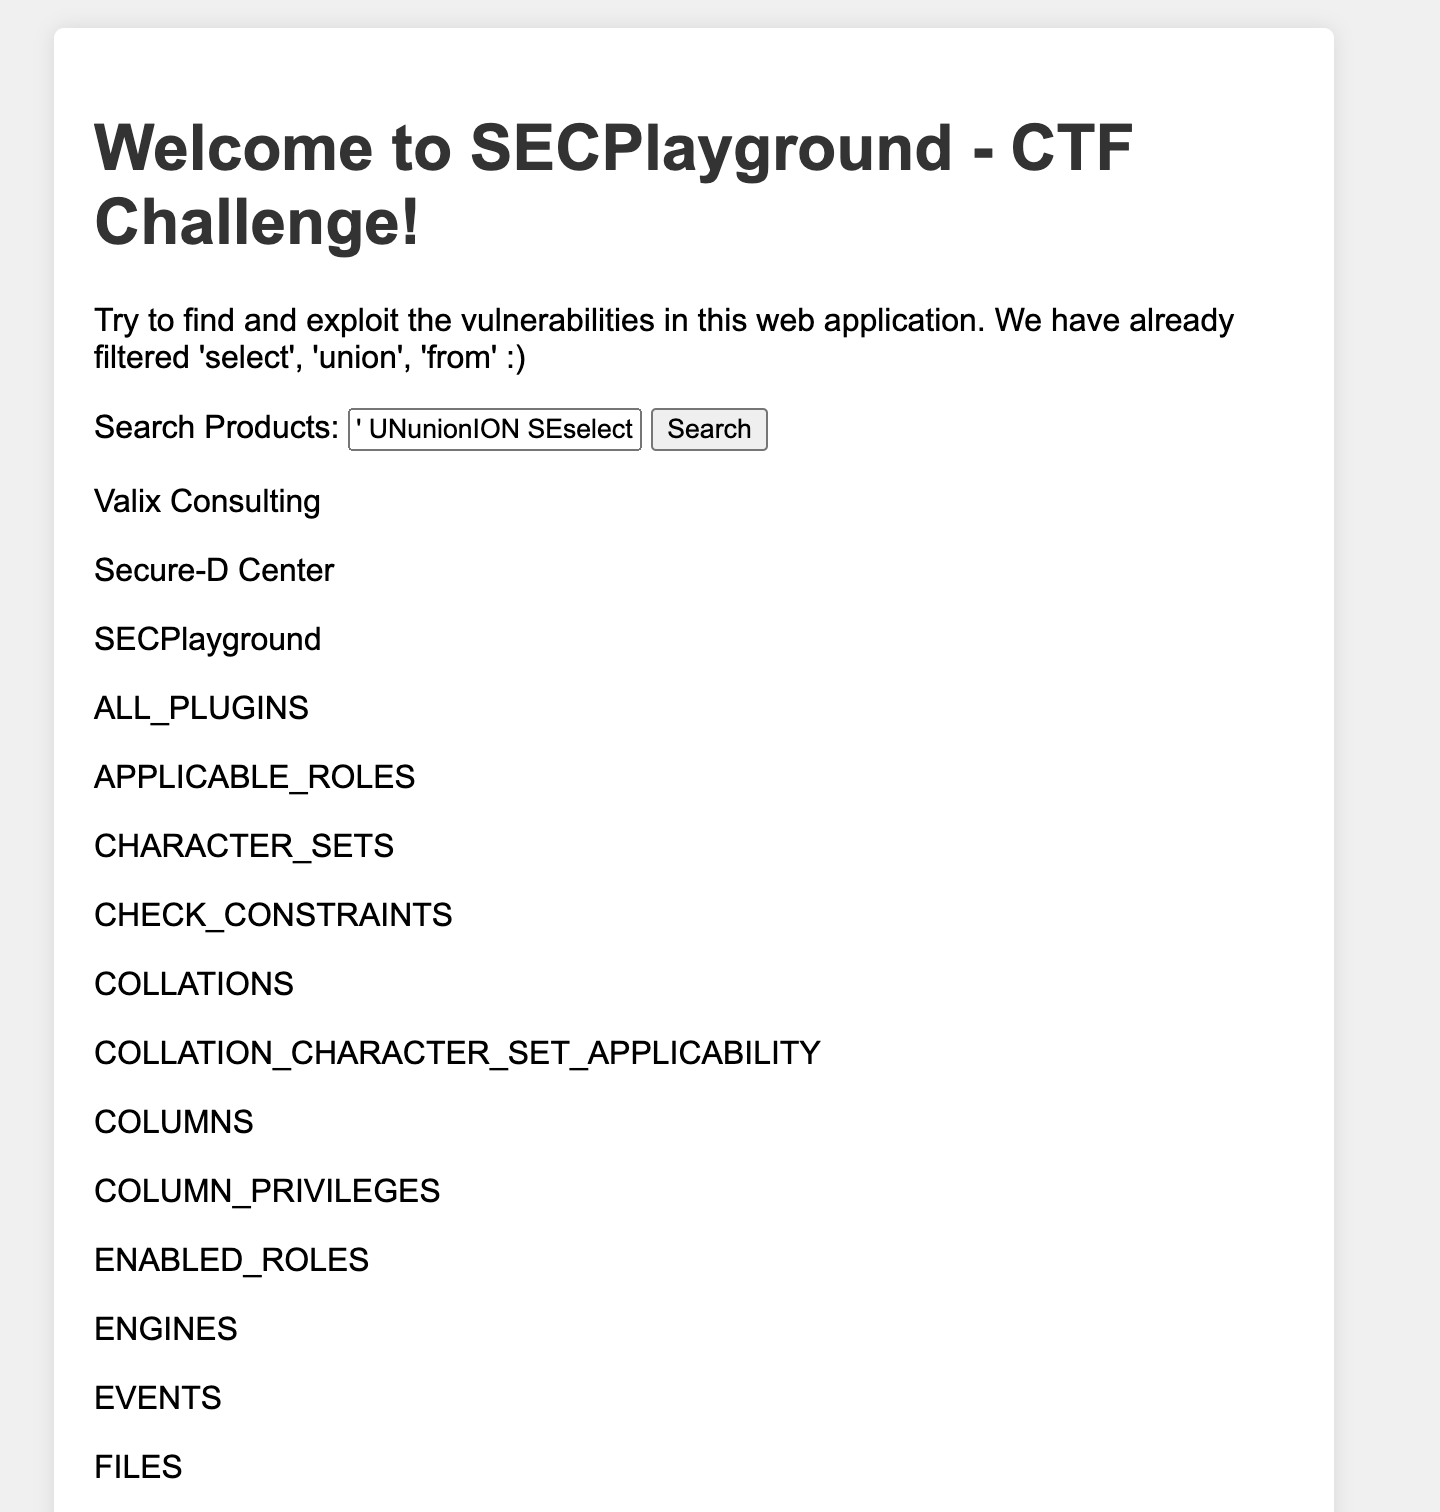 Welcome to SECPlayground - CTF
Challenge!
Try to find and exploit the vulnerabilities in this web application. We have already
filtered 'select', 'union', 'from' :)
Search Products: ' UNunionION SEselect Search
Valix Consulting
Secure-D Center
SECPlayground
ALL_PLUGINS
APPLICABLE_ROLES
CHARACTER_SETS
CHECK_CONSTRAINTS
COLLATIONS
COLLATION_CHARACTER_SET_APPLICABILITY
COLUMNS
COLUMN_PRIVILEGES
ENABLED_ROLES
ENGINES
EVENTS
FILES